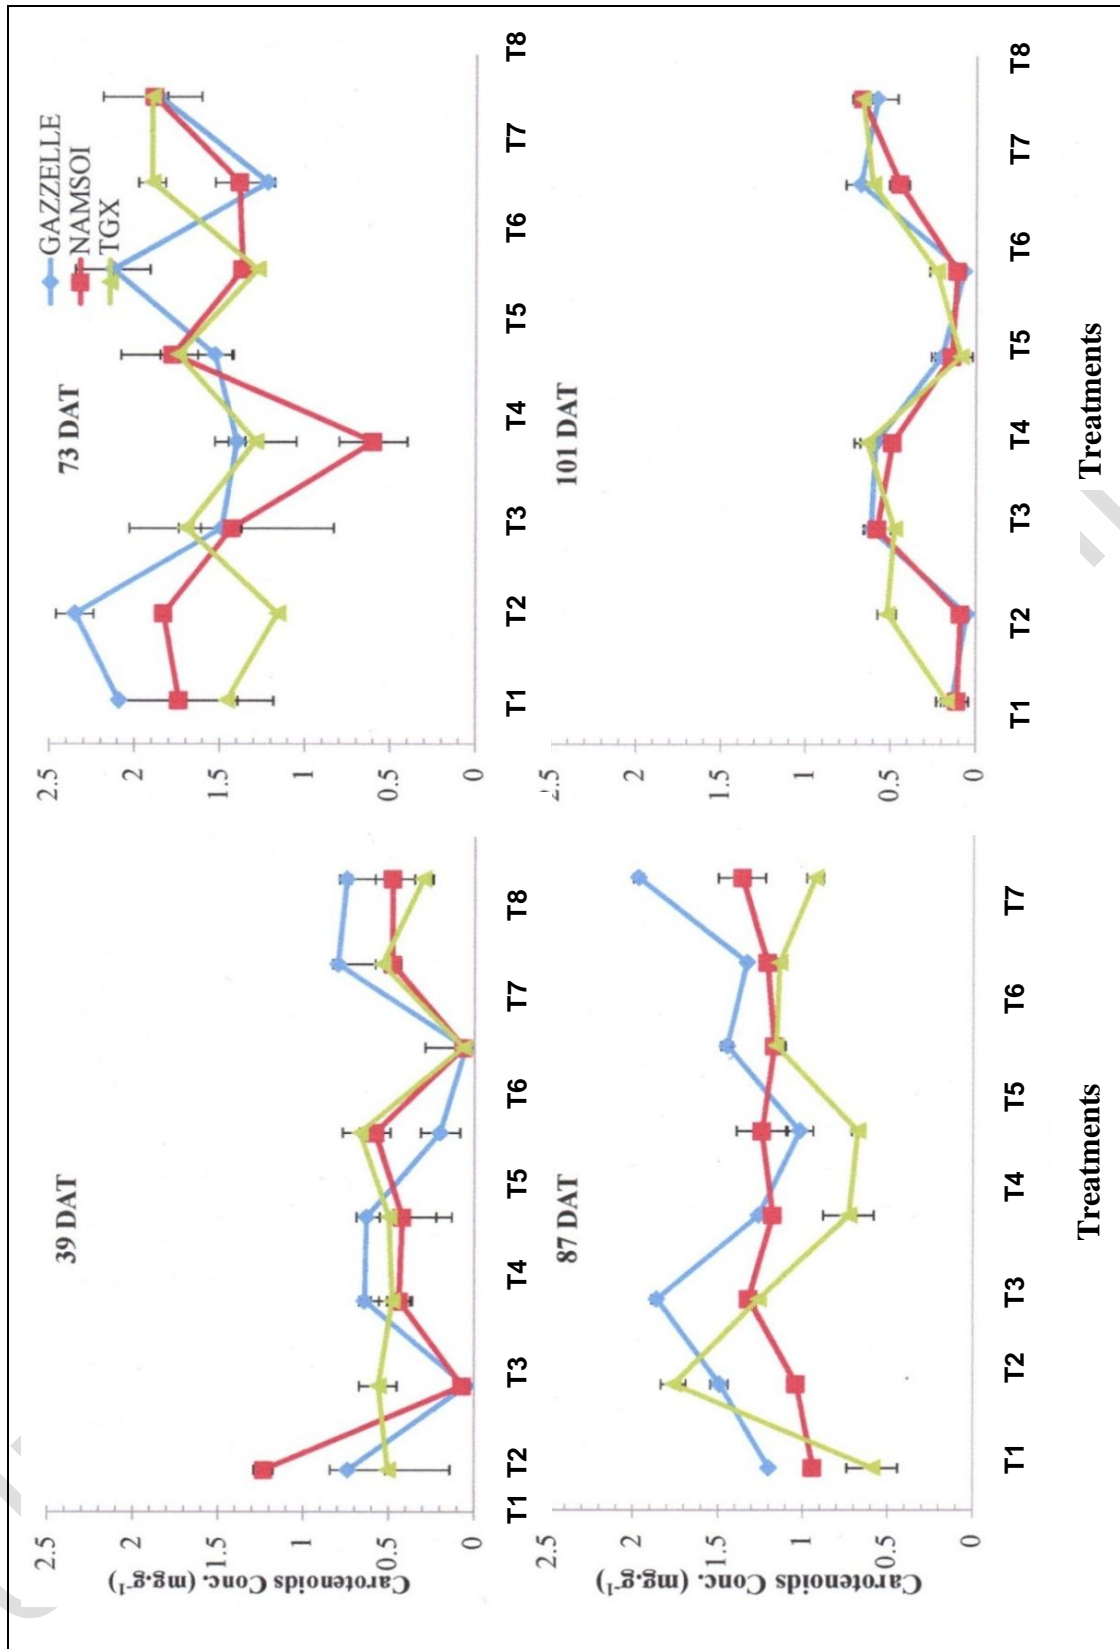 39 DAT
Carotenoids Conc. (mg.g⁻¹)
2.5
2
1.5
1
0.5
0
T1 T2 T3 T4 T5 T6 T7 T8
73 DAT
GAZZELLE
NAMSOI
TGX
2.5
2
1.5
1
0.5
0
T1 T2 T3 T4 T5 T6 T7 T8
87 DAT
Carotenoids Conc. (mg.g⁻¹)
2
1.5
1
0.5
0
T1 T2 T3 T4 T5 T6 T7
Treatments
101 DAT
2.5
2
1.5
1
0.5
0
T1 T2 T3 T4 T5 T6 T7 T8
Treatments